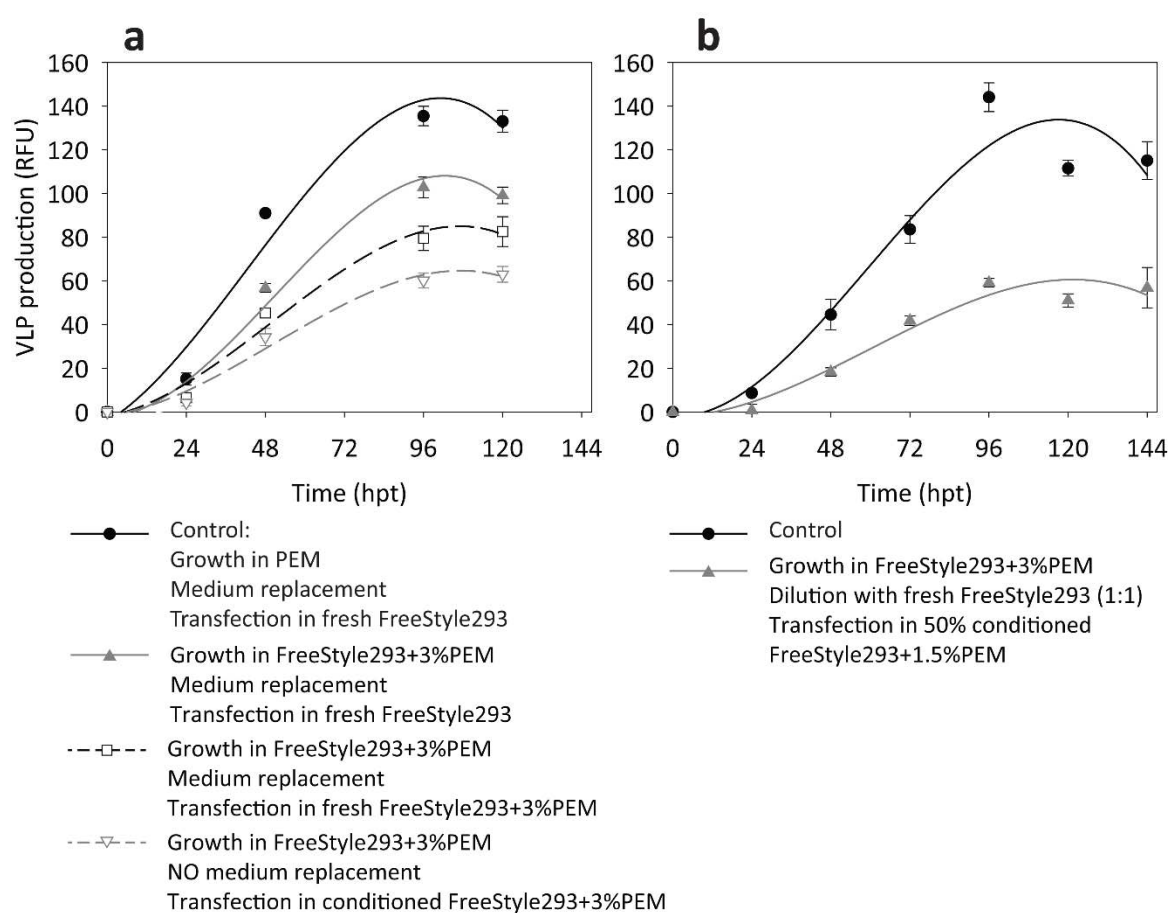 a
160
140
120
100
80
60
40
20
0
VLP production (RFU)
0 24 48 72 96 120 144
Time (hpt)
b
160
140
120
100
80
60
40
20
0
0 24 48 72 96 120 144
Time (hpt)
Control:
Growth in PEM
Medium replacement
Transfection in fresh FreeStyle293
Growth in FreeStyle293+3%PEM
Medium replacement
Transfection in fresh FreeStyle293
Growth in FreeStyle293+3%PEM
Medium replacement
Transfection in fresh FreeStyle293+3%PEM
Growth in FreeStyle293+3%PEM
NO medium replacement
Transfection in conditioned FreeStyle293+3%PEM
Control
Growth in FreeStyle293+3%PEM
Dilution with fresh FreeStyle293 (1:1)
Transfection in 50% conditioned
FreeStyle293+1.5%PEM